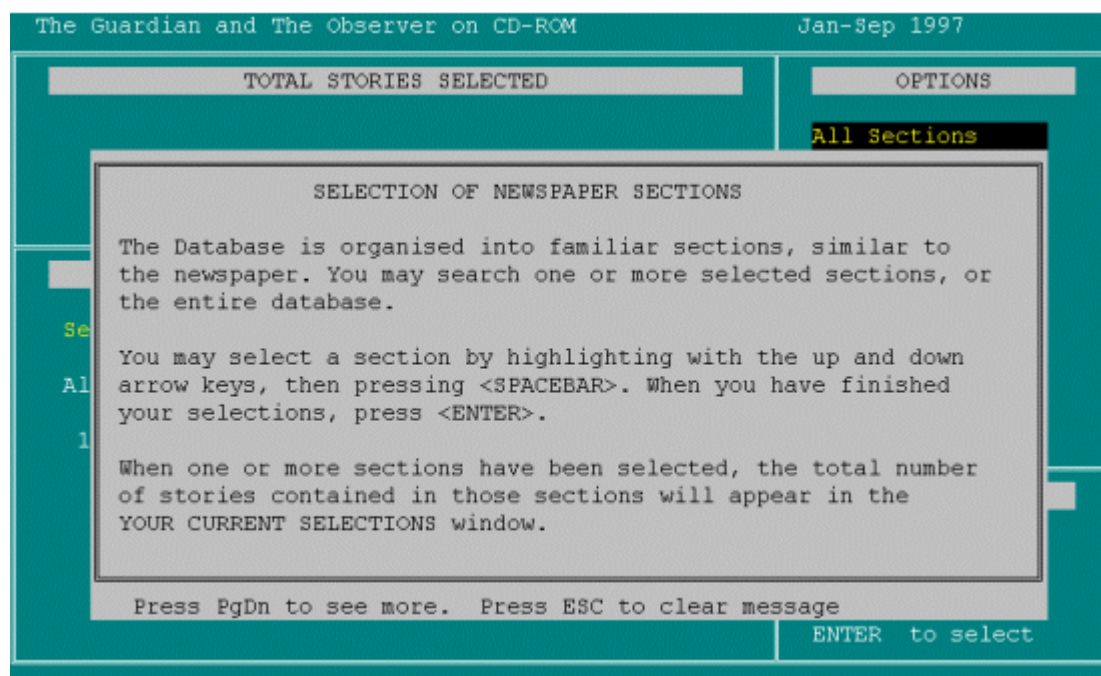 The Guardian and The Observer on CD-ROM Jan-Sep 1997
TOTAL STORIES SELECTED
OPTIONS
All Sections
SELECTION OF NEWSPAPER SECTIONS
The Database is organised into familiar sections, similar to
the newspaper. You may search one or more selected sections, or
the entire database.
You may select a section by highlighting with the up and down
arrow keys, then pressing <SPACEBAR>. When you have finished
your selections, press <ENTER>.
When one or more sections have been selected, the total number
of stories contained in those sections will appear in the
YOUR CURRENT SELECTIONS window.
Press PgDn to see more. Press ESC to clear message
Se
Al
1
ENTER to select